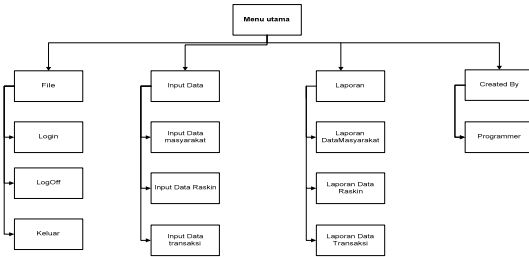 Menu utama
File
Input Data
Laporan
Created By
Login
Input Data
masyarakat
Laporan
DataMasyarakat
Programmer
LogOff
Input Data Raskin
Laporan Data
Raskin
Keluar
Input Data
transaksi
Laporan Data
Transaksi